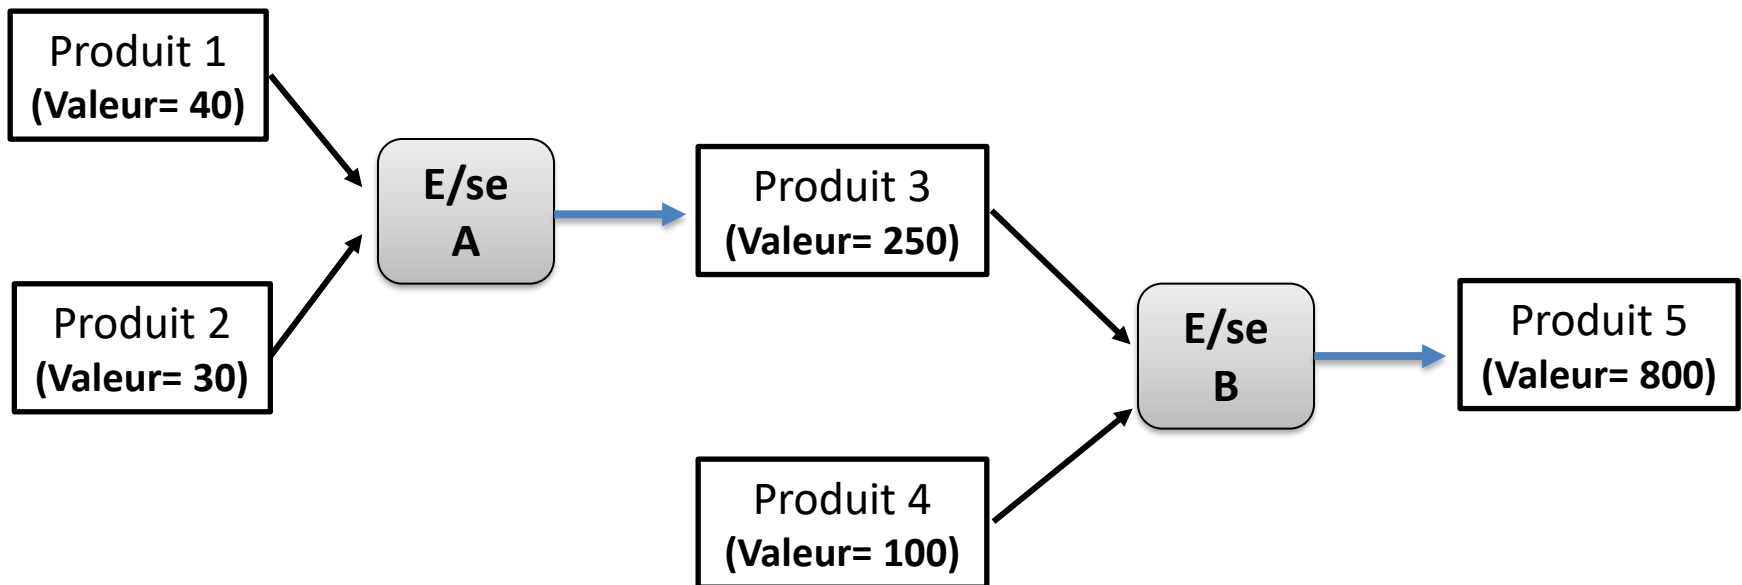 Produit 1
(Valeur= 40)
E/se
A
Produit 2
(Valeur= 30)
Produit 3
(Valeur= 250)
Produit 4
(Valeur= 100)
E/se
B
Produit 5
(Valeur= 800)